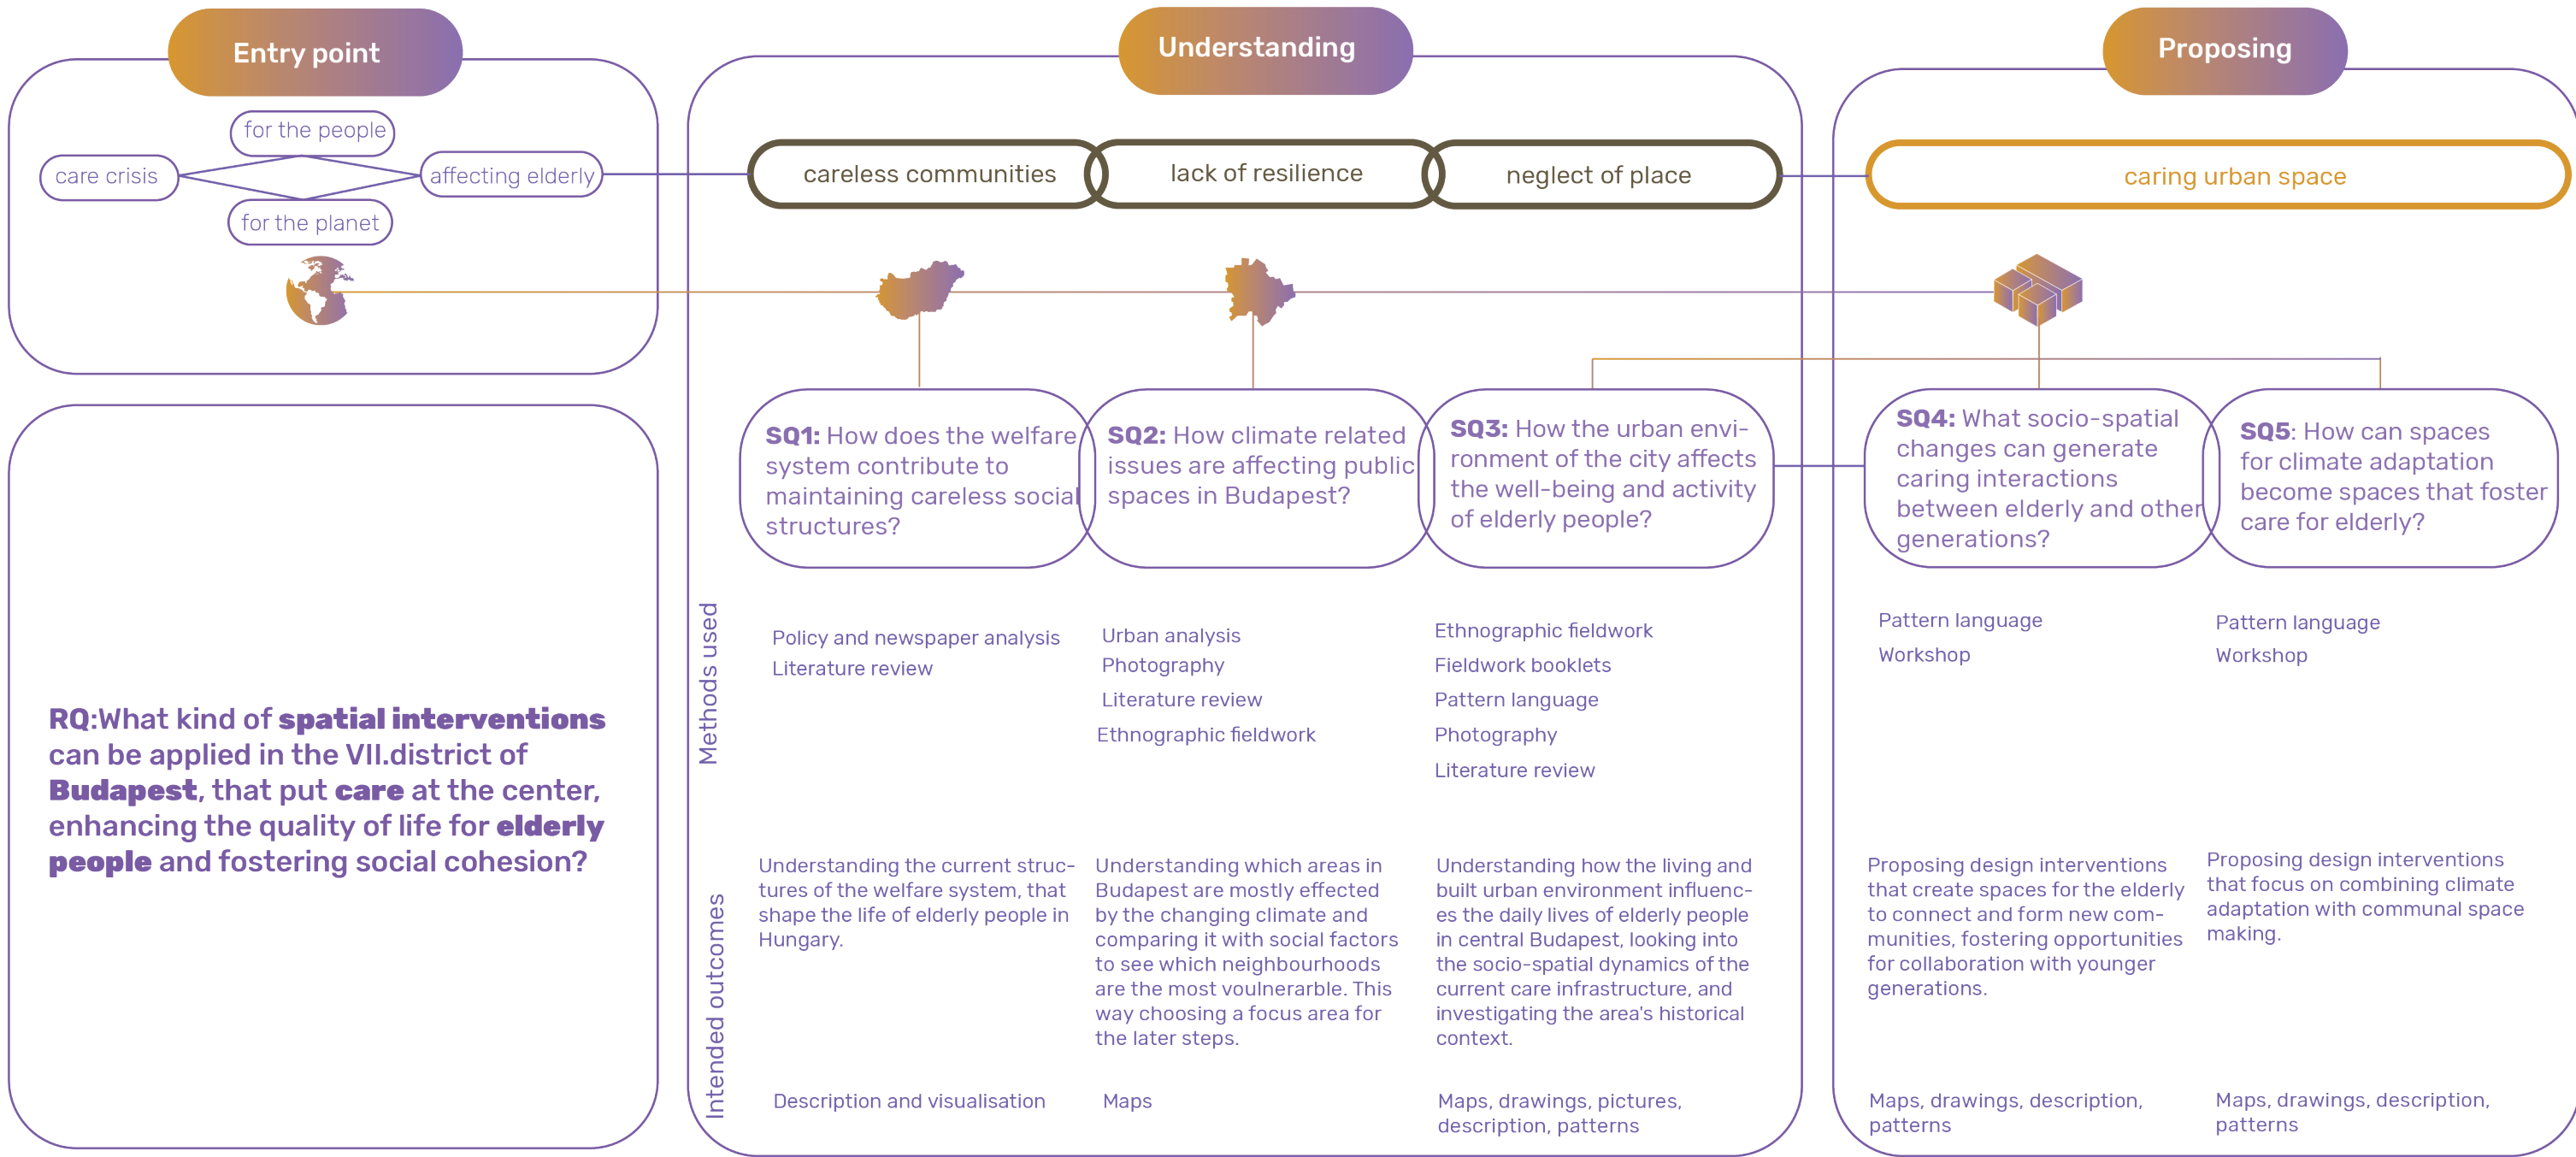 Entry point
for the people
care crisis
affecting elderly
for the planet
RQ:What kind of spatial interventions
can be applied in the VII.district of
Budapest, that put care at the center,
enhancing the quality of life for elderly
people and fostering social cohesion?
Understanding
careless communities
lack of resilience
neglect of place
SQ1: How does the welfare
system contribute to
maintaining careless social
structures?
SQ2: How climate related
issues are affecting public
spaces in Budapest?
SQ3: How the urban envi-
ronment of the city affects
the well-being and activity
of elderly people?
Methods used
Policy and newspaper analysis
Literature review
Urban analysis
Photography
Literature review
Ethnographic fieldwork
Ethnographic fieldwork
Fieldwork booklets
Pattern language
Photography
Literature review
Intended outcomes
Understanding the current struc-
tures of the welfare system, that
shape the life of elderly people in
Hungary.
Understanding which areas in
Budapest are mostly effected
by the changing climate and
comparing it with social factors
to see which neighbourhoods
are the most voulnerarble. This
way choosing a focus area for
the later steps.
Understanding how the living and
built urban environment influenc-
es the daily lives of elderly people
in central Budapest, looking into
the socio-spatial dynamics of the
current care infrastructure, and
investigating the area's historical
context.
Description and visualisation
Maps
Maps, drawings, pictures,
description, patterns
Proposing
caring urban space
SQ4: What socio-spatial
changes can generate
caring interactions
between elderly and other
generations?
SQ5: How can spaces
for climate adaptation
become spaces that foster
care for elderly?
Pattern language
Workshop
Pattern language
Workshop
Proposing design interventions
that create spaces for the elderly
to connect and form new com-
munities, fostering opportunities
for collaboration with younger
generations.
Proposing design interventions
that focus on combining climate
adaptation with communal space
making.
Maps, drawings, description,
patterns
Maps, drawings, description,
patterns